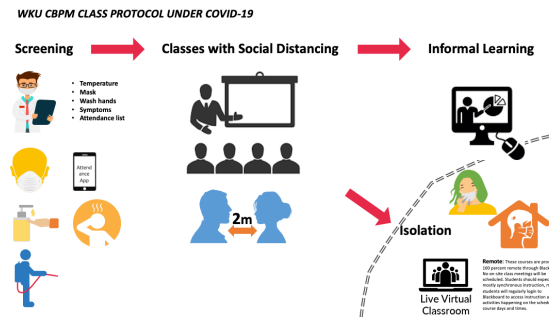 WKU CBPM CLASS PROTOCOL UNDER COVID-19
Screening
Classes with Social Distancing
Informal Learning
• Temperature
• Mask
• Wash hands
• Symptoms
• Attendance list
Attend
ance
App
2m
Isolation
Live Virtual
Classroom
Remote: These courses are
100 percent remote through
No on-site class meetings will be
scheduled. Students should
mostly synchronous instruction,
students will regularly login to
Blackboard to access instruction
activities happening on the
course days and times.